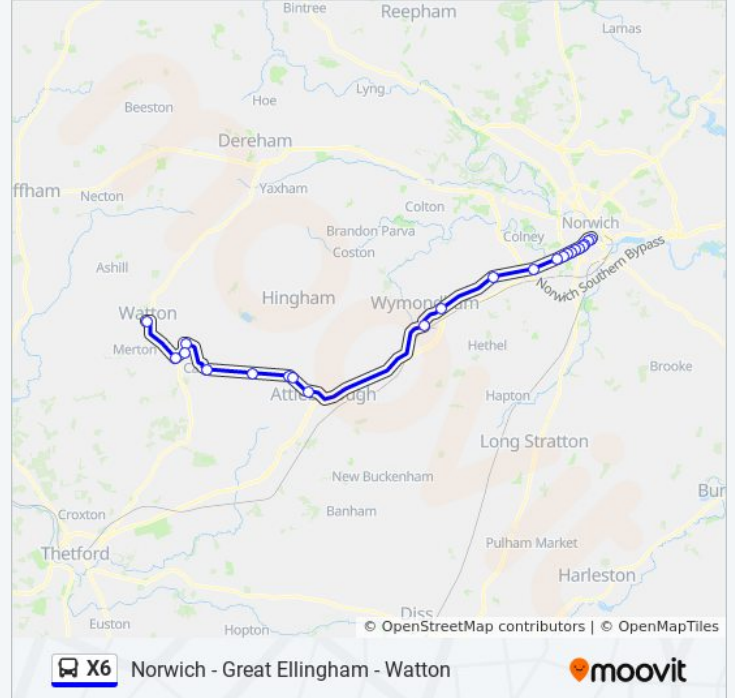 Bintree
Reepham
Lamas
Lyng
Hoe
Beeston
Dereham
ffham
Necton
Yaxham
Colton
Norwich
Brandon Parva
Colney
Coston
Norwich Southern Bypass
Ashill
Hingham
Wymondham
Watton
Merton
Hethel
Brooke
Attleborough
Hapton
Long Stratton
New Buckenham
Bur
Banham
Croxton
Pulham Market
Thetford
Harleston
Diss
Euston
Hopton
© OpenStreetMap contributors | © OpenMapTiles
X6 Norwich - Great Ellingham - Watton
moovit